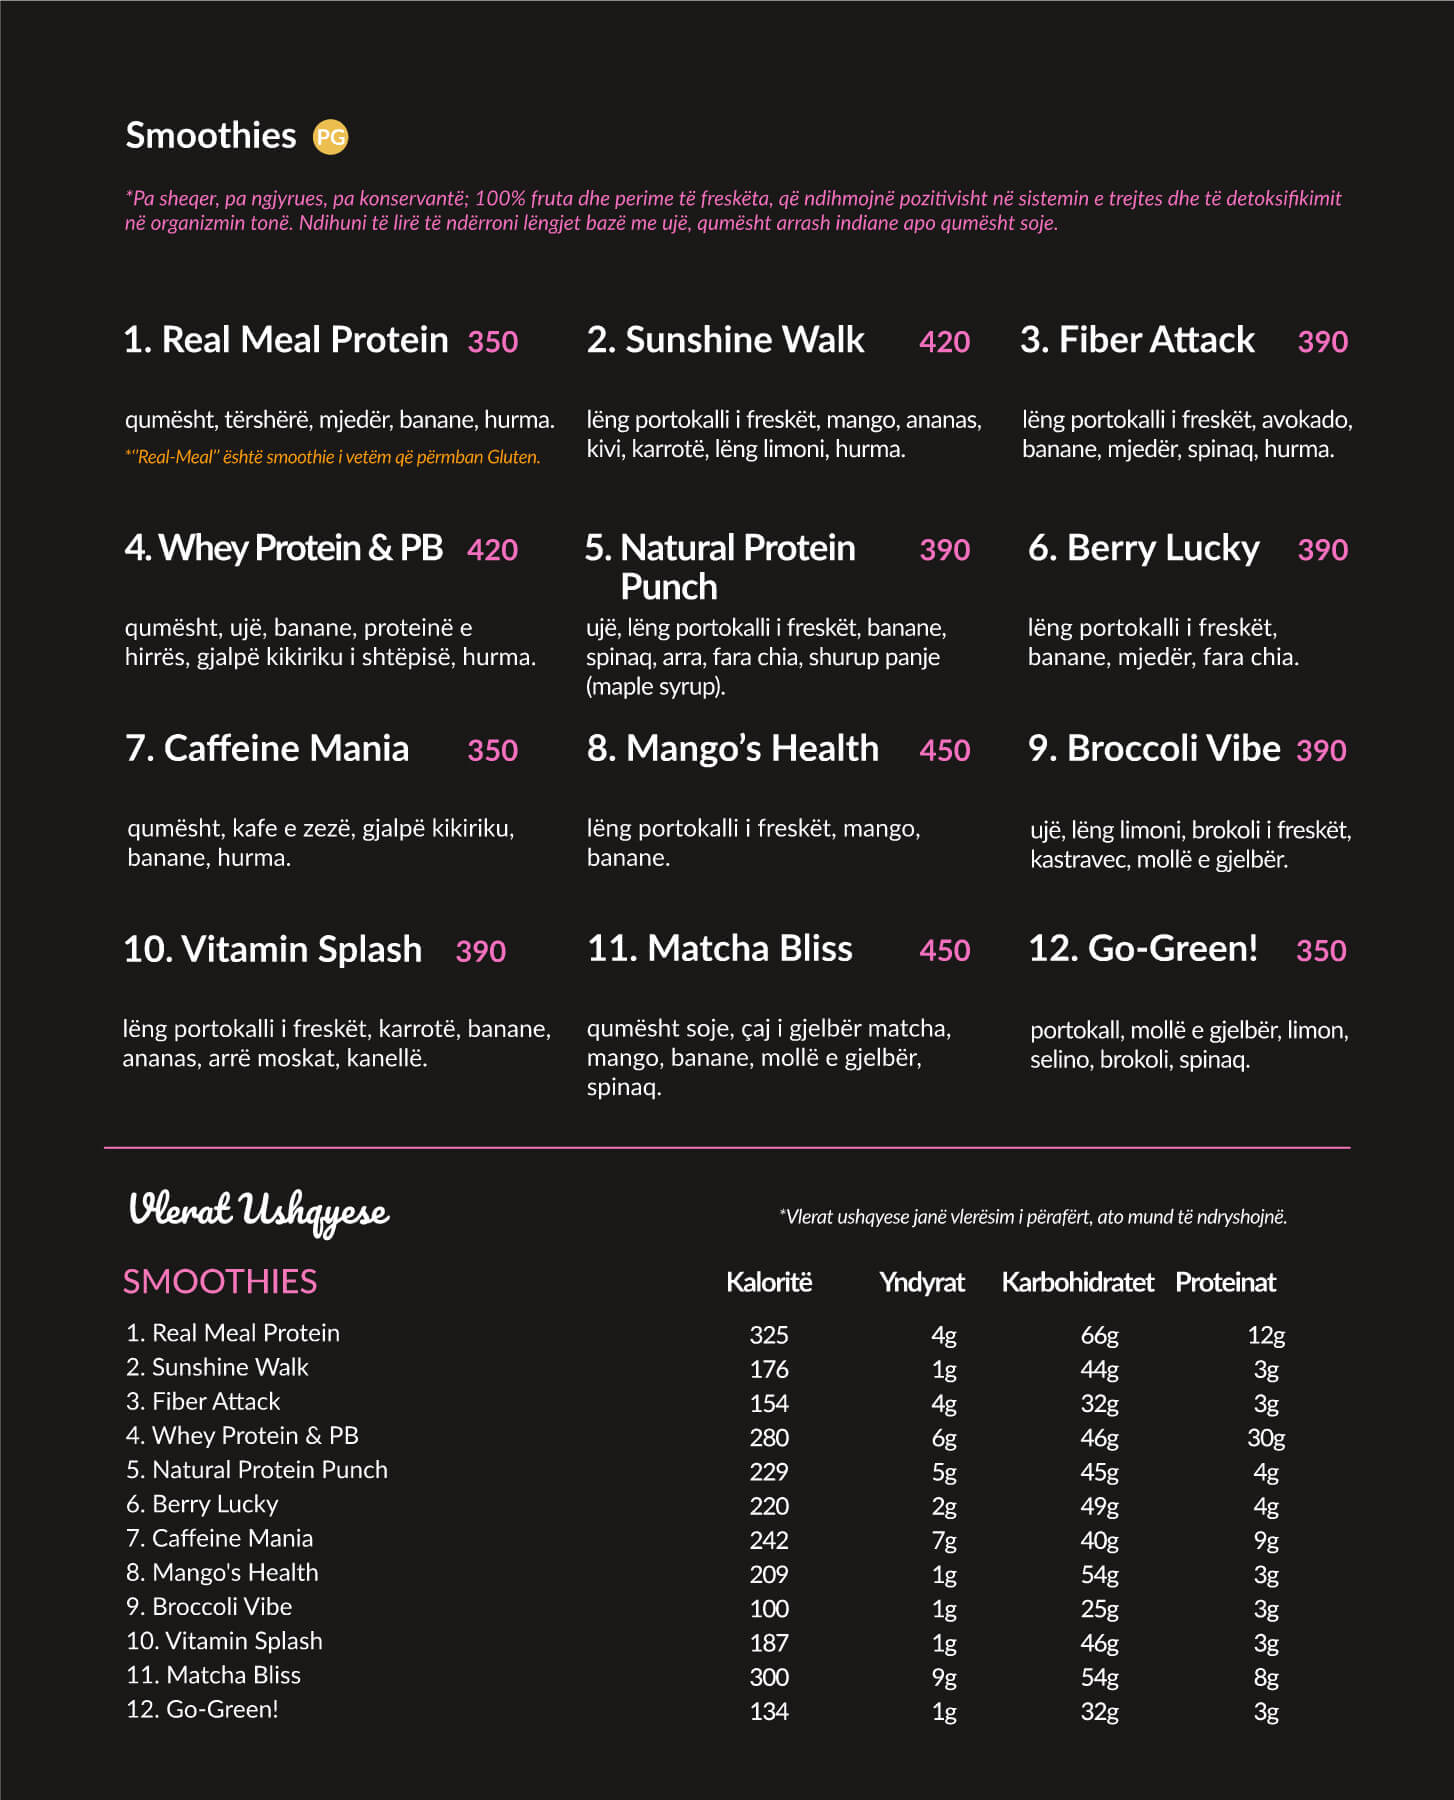 Smoothies PG
*Pa sheqer, pa ngjyrues, pa konservantë; 100% fruta dhe perime të freskëta, që ndihmojnë pozitivisht në sistemin e trejtes dhe të detoksifikimit
në organizmin tonë. Ndihuni të lirë të ndërroni lëngjet bazë me ujë, qumësht arrash indiane apo qumësht soje.
1. Real Meal Protein 350
qumësht, tërshërë, mjedër, banane, hurma.
*"Real-Meal" është smoothie i vetëm që përmban Gluten.
2. Sunshine Walk 420
lëng portokalli i freskët, mango, ananas,
kivi, karrotë, lëng limoni, hurma.
3. Fiber Attack 390
lëng portokalli i freskët, avokado,
banane, mjedër, spinaq, hurma.
4. Whey Protein & PB 420
qumësht, ujë, banane, proteinë e
hirrës, gjalpë kikiriku i shtëpisë, hurma.
5. Natural Protein 390
Punch
ujë, lëng portokalli i freskët, banane,
spinaq, arra, fara chia, shurup panje
(maple syrup).
6. Berry Lucky 390
lëng portokalli i freskët,
banane, mjedër, fara chia.
7. Caffeine Mania 350
qumësht, kafe e zezë, gjalpë kikiriku,
banane, hurma.
8. Mango’s Health 450
lëng portokalli i freskët, mango,
banane.
9. Broccoli Vibe 390
ujë, lëng limoni, brokoli i freskët,
kastravec, mollë e gjelbër.
10. Vitamin Splash 390
lëng portokalli i freskët, karrotë, banane,
ananas, arrë moskat, kanellë.
11. Matcha Bliss 450
qumësht soje, çaj i gjelbër matcha,
mango, banane, mollë e gjelbër,
spinaq.
12. Go-Green! 350
portokall, mollë e gjelbër, limon,
selino, brokoli, spinaq.
Vlerat Ushqyese
*Vlerat ushqyese janë vlerësim i përafërt, ato mund të ndryshojnë.
SMOOTHIES Kaloritë Yndyrat Karbohidratet Proteinat
1. Real Meal Protein 325 4g 66g 12g
2. Sunshine Walk 176 1g 44g 3g
3. Fiber Attack 154 4g 32g 3g
4. Whey Protein & PB 280 6g 46g 30g
5. Natural Protein Punch 229 5g 45g 4g
6. Berry Lucky 220 2g 49g 4g
7. Caffeine Mania 242 7g 40g 9g
8. Mango's Health 209 1g 54g 3g
9. Broccoli Vibe 100 1g 25g 3g
10. Vitamin Splash 187 1g 46g 3g
11. Matcha Bliss 300 9g 54g 8g
12. Go-Green! 134 1g 32g 3g